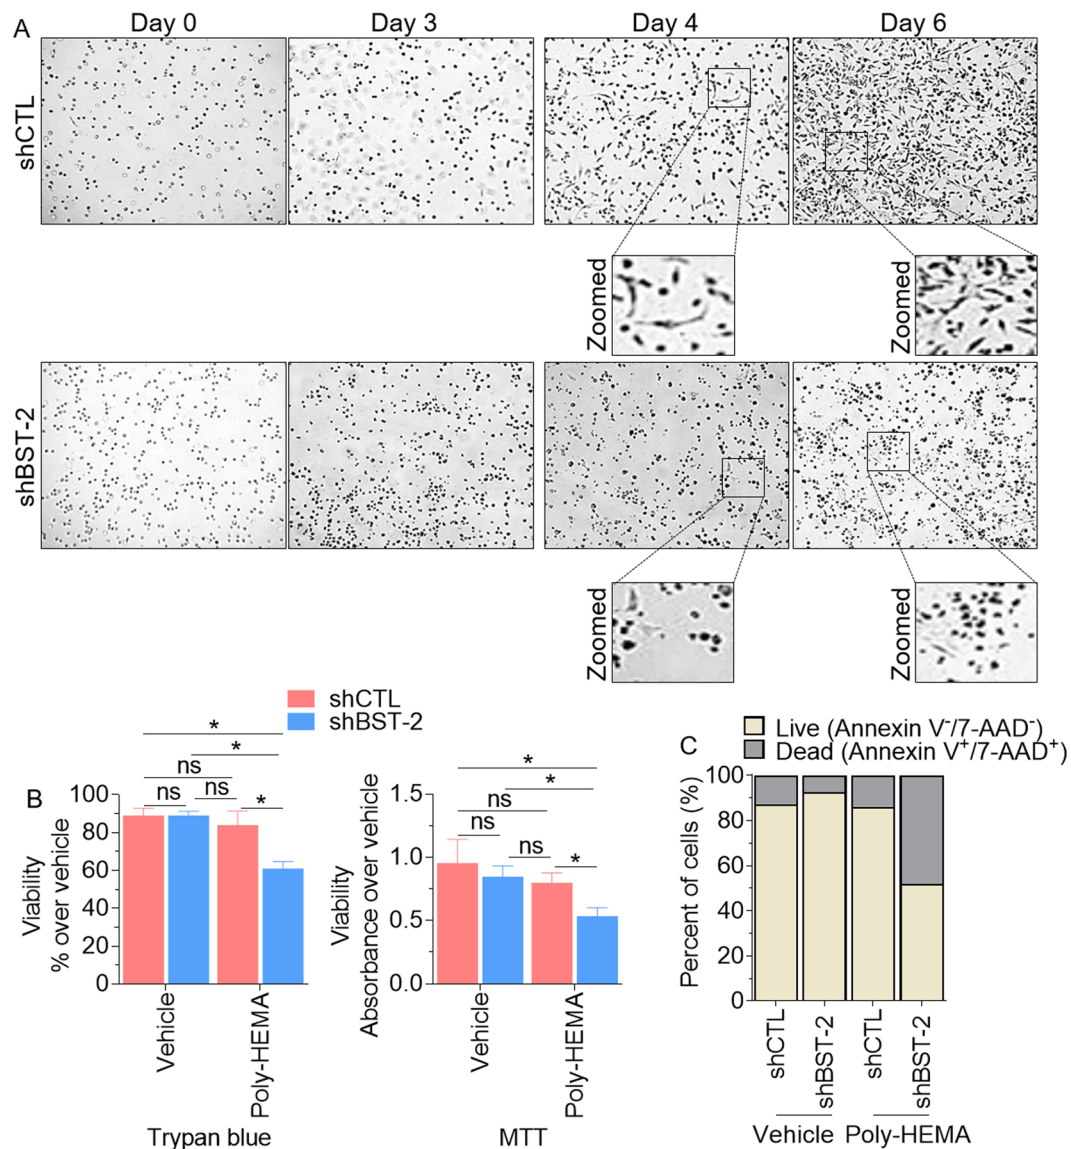 A
Day 0
Day 3
Day 4
Day 6
shCTL
Zoomed
Zoomed
shBST-2
Zoomed
Zoomed
shCTL
shBST-2
B
Viability
% over vehicle
100
80
60
40
20
0
*
*
ns
ns
ns
*
Vehicle
Poly-HEMA
Trypan blue
Viability
Absorbance over vehicle
1.5
1.0
0.5
0.0
*
*
ns
ns
ns
*
Vehicle
Poly-HEMA
MTT
C
Live (Annexin V⁻/7-AAD⁻)
Dead (Annexin V⁺/7-AAD⁺)
Percent of cells (%)
100
80
60
40
20
0
shCTL
shBST-2
shCTL
shBST-2
Vehicle
Poly-HEMA